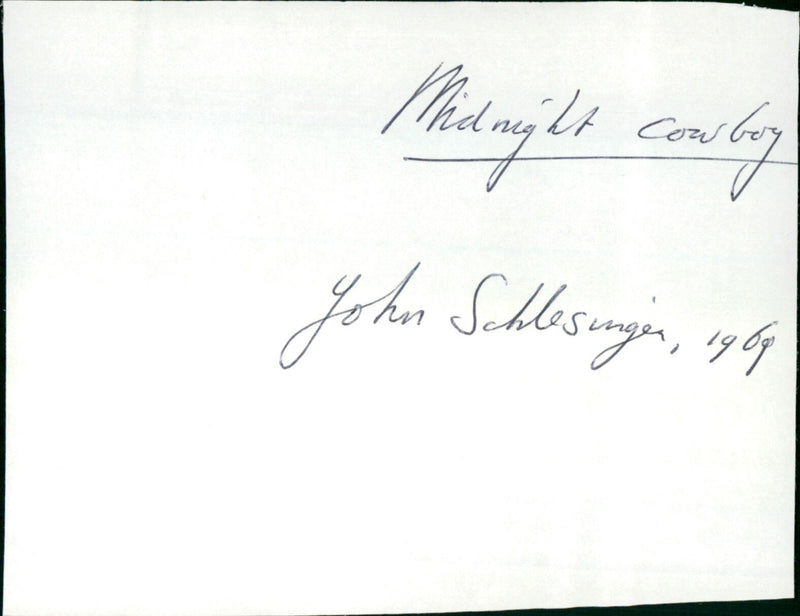 Midnight Cowboy
John Schlesinger, 1969